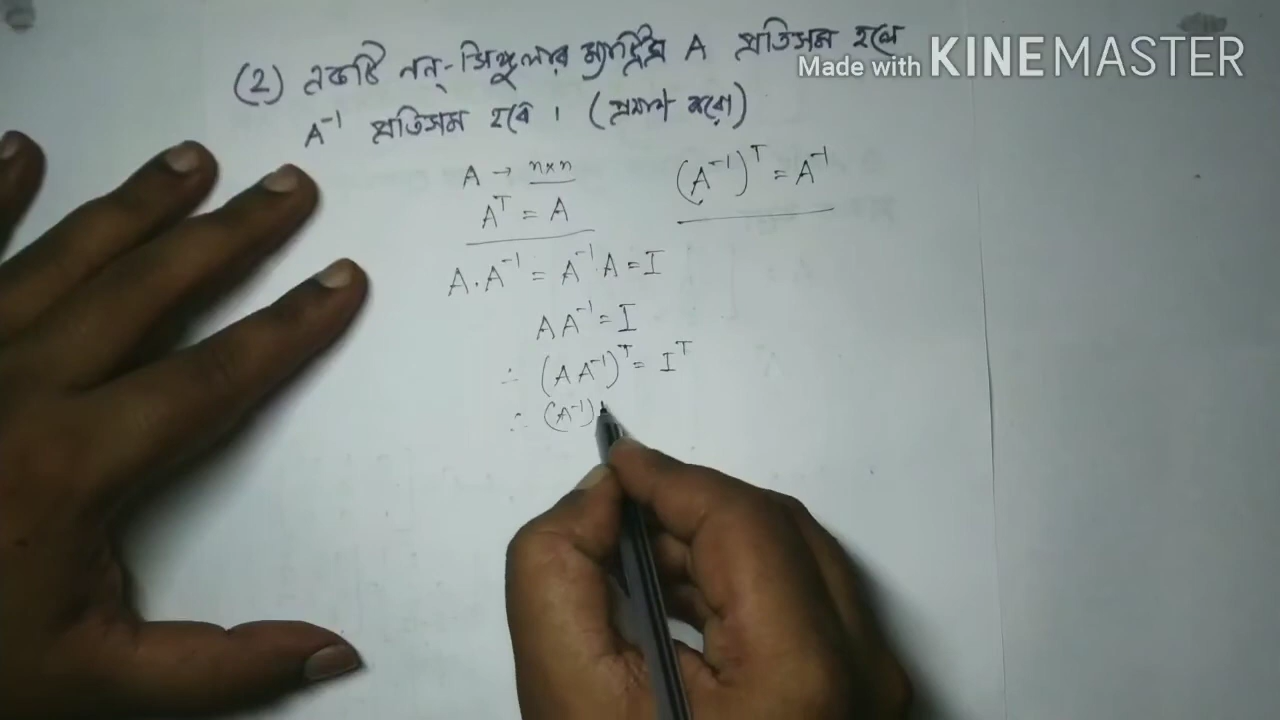 (2) একটি নন্-সিঙ্গুলার ম্যাট্রিক্স A প্রতিসম হলে
Made with KINEMASTER
A⁻¹ প্রতিসম হবে । (প্রমাণ করো)
A → n×n
(A⁻¹)ᵀ = A⁻¹
Aᵀ = A
A.A⁻¹ = A⁻¹.A = I
AA⁻¹ = I
∴ (AA⁻¹)ᵀ = Iᵀ
∴ (A⁻¹)